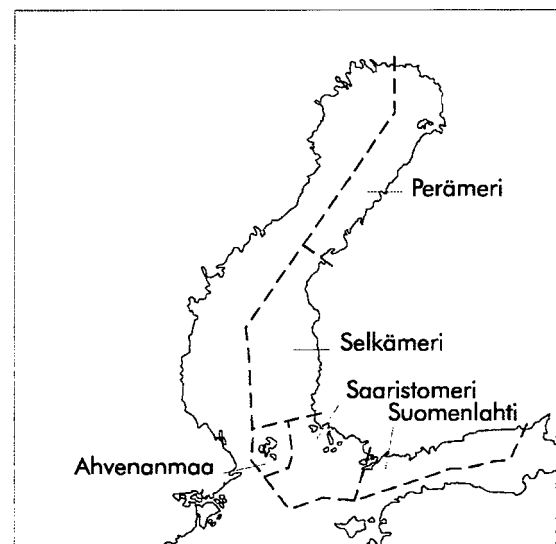 Perämeri
Selkämeri
Saaristomeri
Suomenlahti
Ahvenanmaa